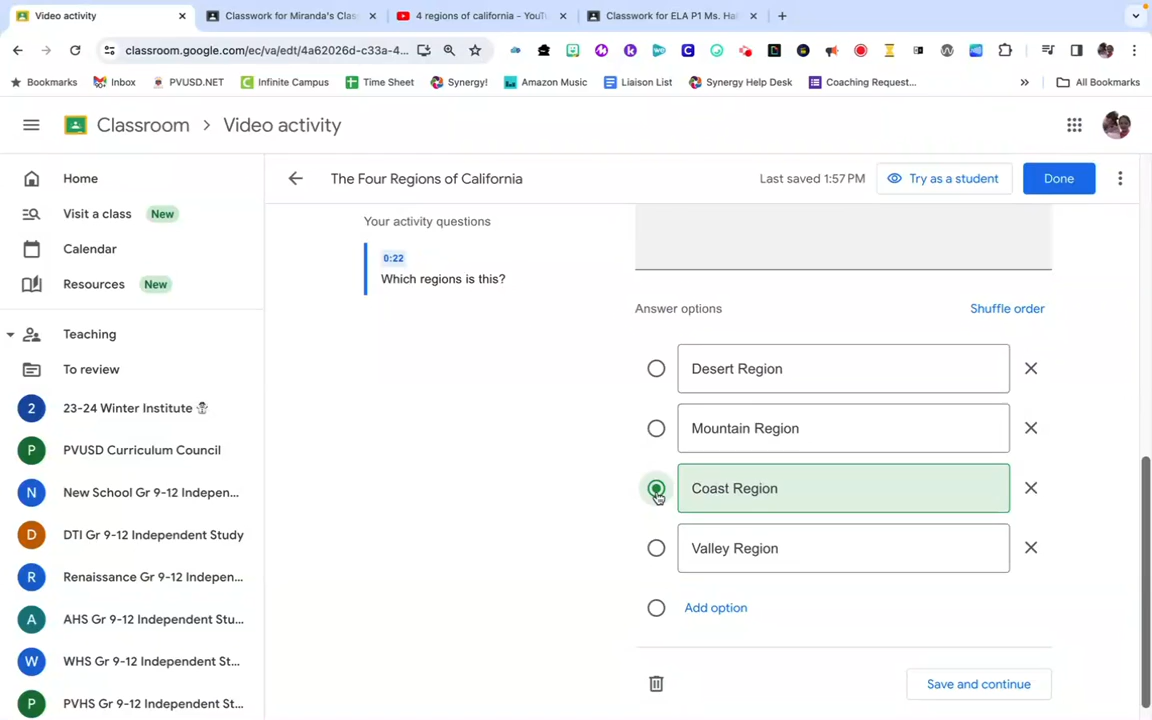 Video activity
Classwork for Miranda's Clas
4 regions of california - YouTu
Classwork for ELA P1 Ms. Ha
classroom.google.com/ec/va/edt/4a62026d-c33a-4...
Bookmarks
Inbox
PVUSD.NET
Infinite Campus
Time Sheet
Synergy!
Amazon Music
Liaison List
Synergy Help Desk
Coaching Request...
»
All Bookmarks
Classroom > Video activity
Home
Visit a class New
Calendar
Resources New
Teaching
To review
2 23-24 Winter Institute ☃
P PVUSD Curriculum Council
N New School Gr 9-12 Indepen...
D DTI Gr 9-12 Independent Study
R Renaissance Gr 9-12 Indepen...
A AHS Gr 9-12 Independent Stu...
W WHS Gr 9-12 Independent St...
P PVHS Gr 9-12 Independent St...
The Four Regions of California
Last saved 1:57 PM
Try as a student
Done
Your activity questions
0:22
Which regions is this?
Answer options
Shuffle order
Desert Region
Mountain Region
Coast Region
Valley Region
Add option
Save and continue